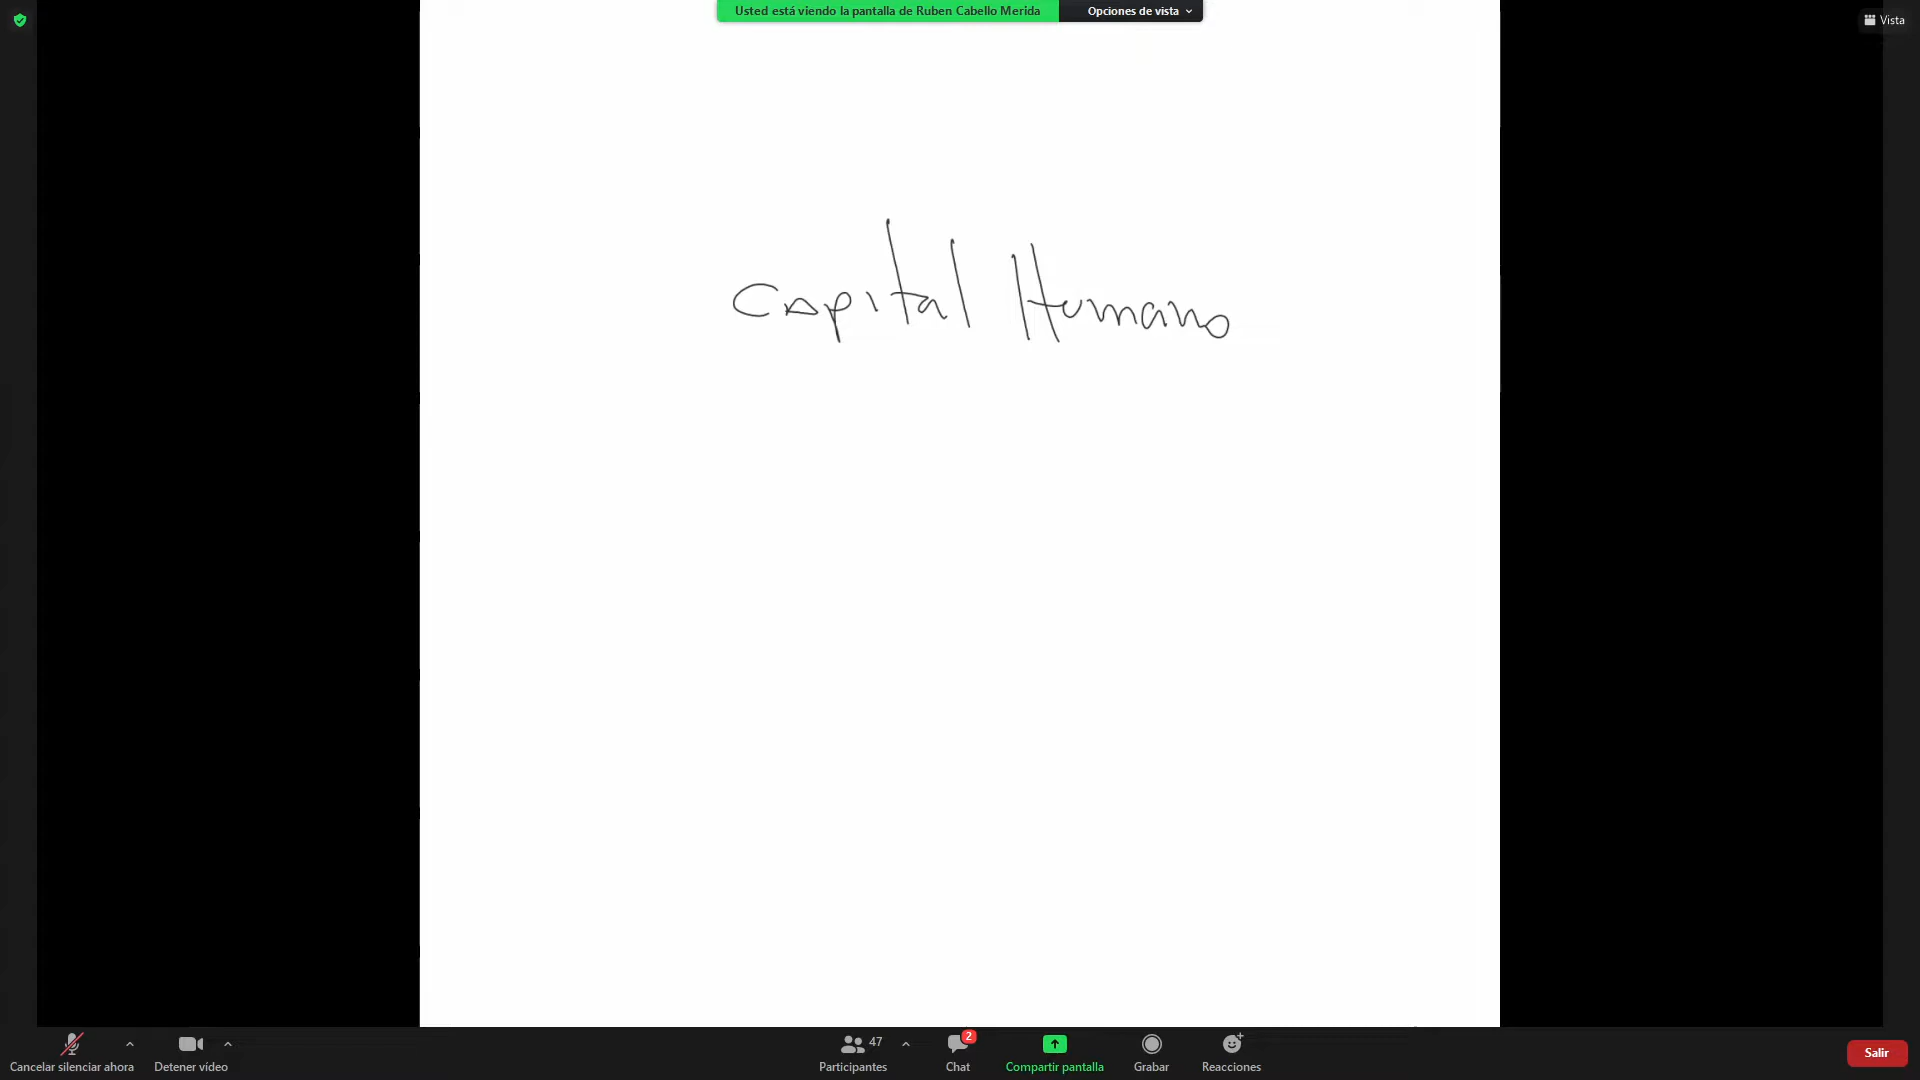 Usted está viendo la pantalla de Ruben Cabello Merida Opciones de vista
Vista
Capital Humano
47
2
Cancelar silenciar ahora Detener vídeo Participantes Chat Compartir pantalla Grabar Reacciones Salir